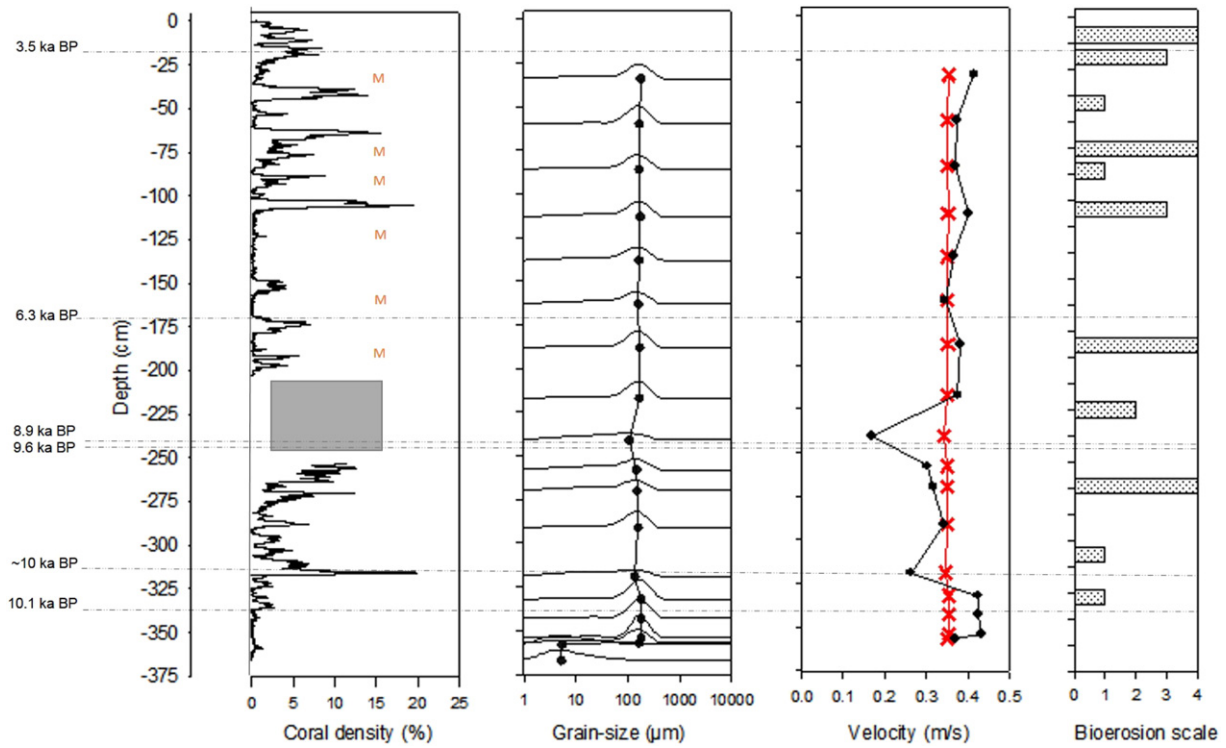 3.5 ka BP
6.3 ka BP
8.9 ka BP
9.6 ka BP
~10 ka BP
10.1 ka BP
Depth (cm)
0
-25
-50
-75
-100
-125
-150
-175
-200
-225
-250
-275
-300
-325
-350
-375
M
M
M
M
M
M
0 5 10 15 20 25
Coral density (%)
1 10 100 1000 10000
Grain-size (µm)
0.0 0.1 0.2 0.3 0.4 0.5
Velocity (m/s)
0 1 2 3 4
Bioerosion scale